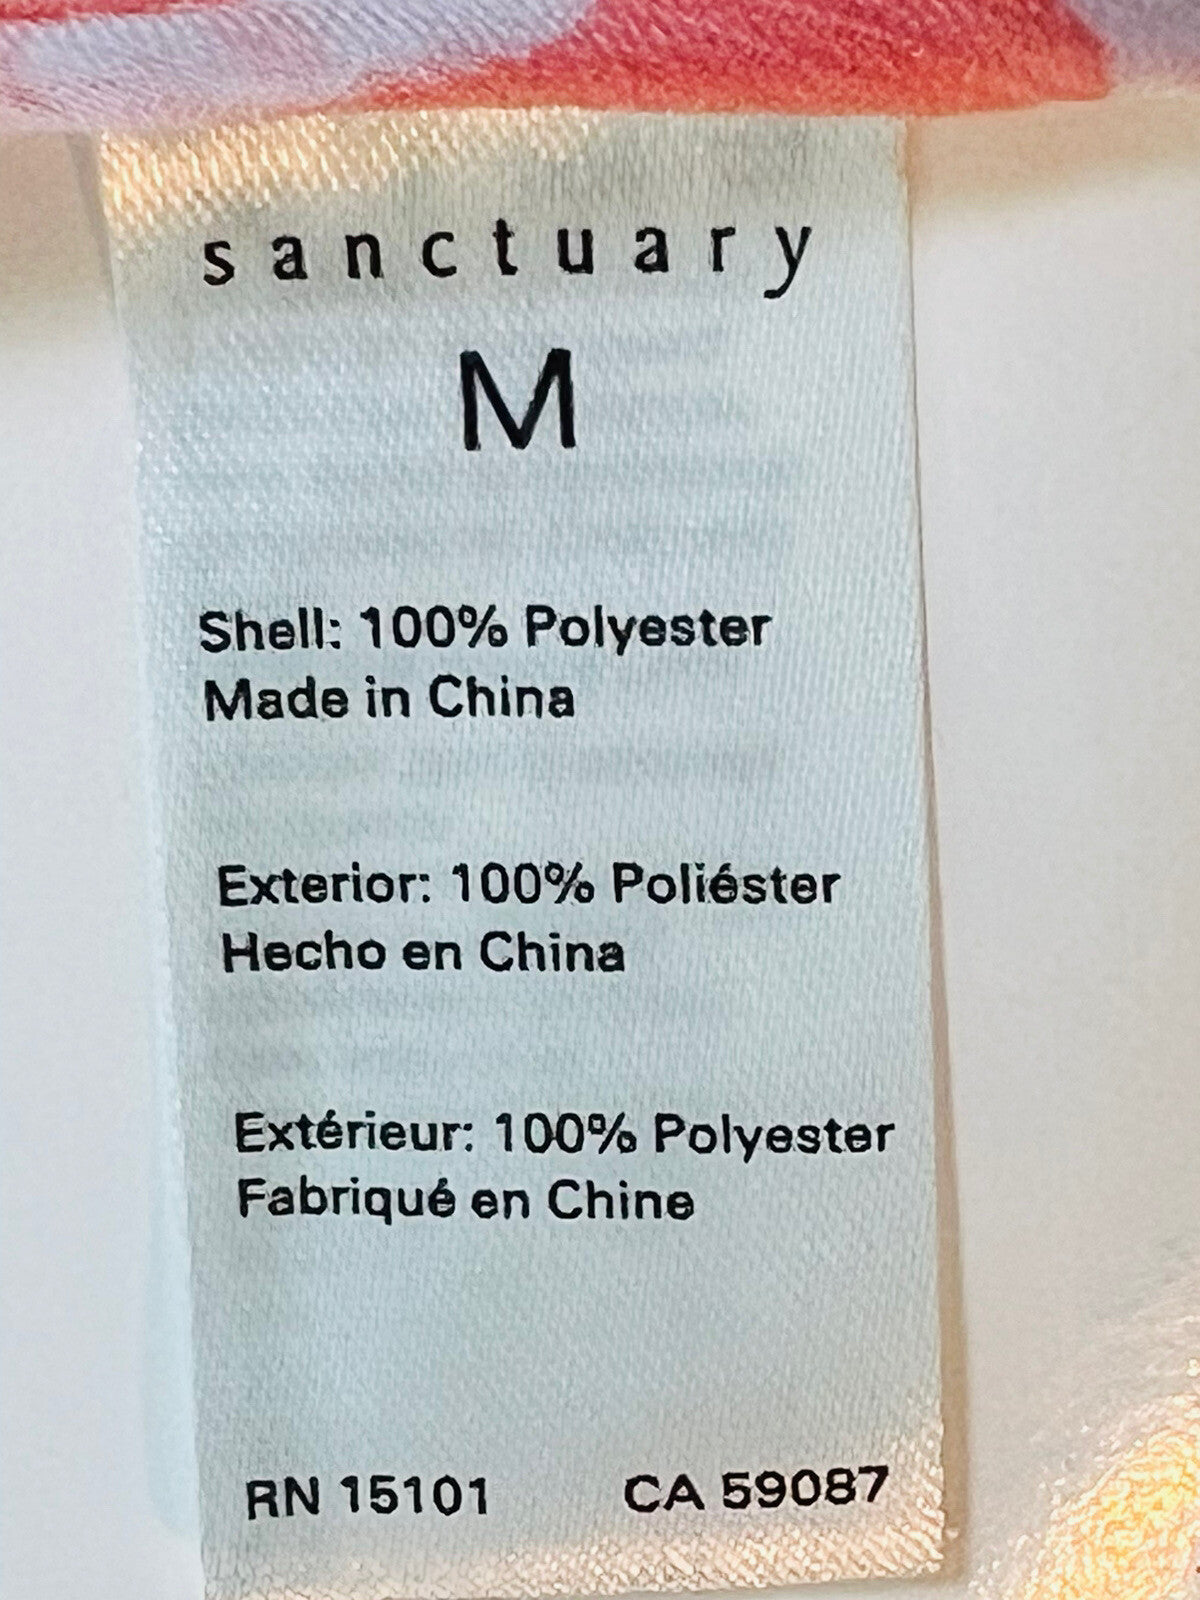 sanctuary
M
Shell: 100% Polyester
Made in China
Exterior: 100% Poliéster
Hecho en China
Extérieur: 100% Polyester
Fabriqué en Chine
RN 15101 CA 59087